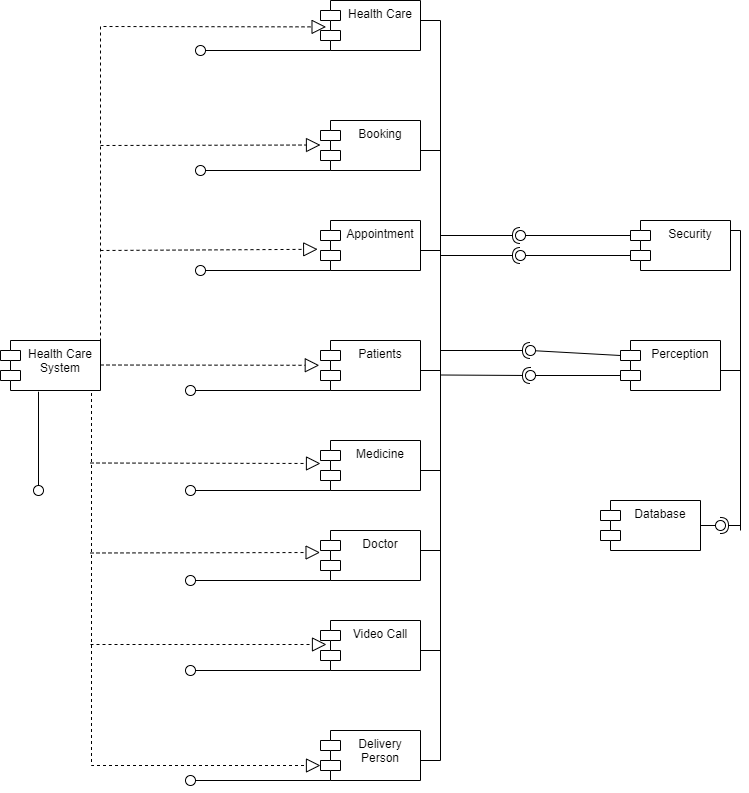 Health Care
Booking
Appointment
Security
Health Care
System
Patients
Perception
Medicine
Database
Doctor
Video Call
Delivery
Person